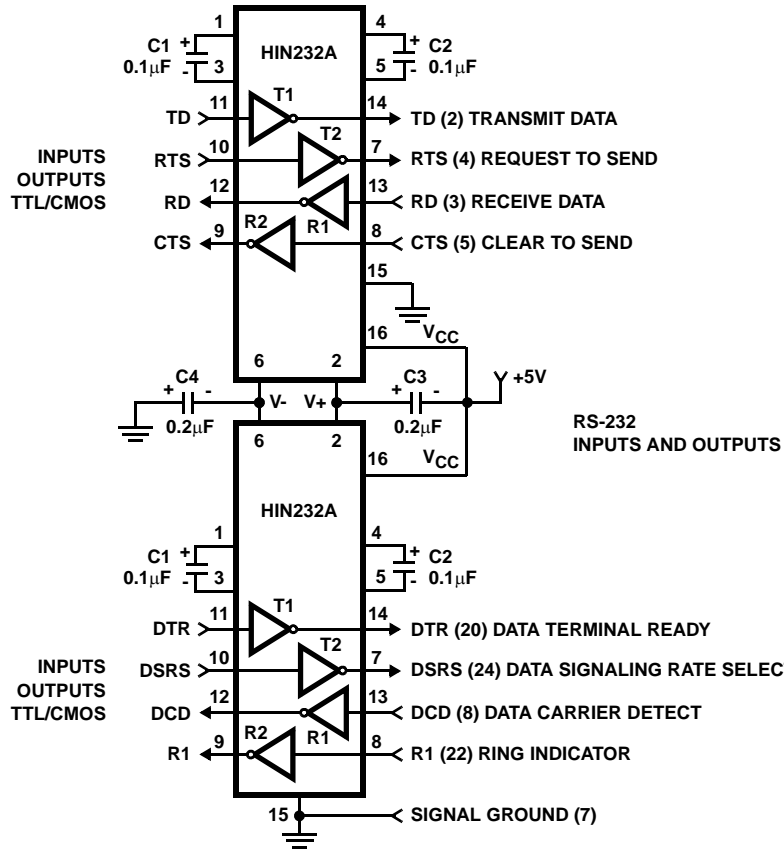 1 4
HIN232A
C1 + C2 +
0.1µF - 0.1µF -
3 5
T1
TD 11 14 TD (2) TRANSMIT DATA
T2
INPUTS
OUTPUTS
TTL/CMOS
RTS 10 7 RTS (4) REQUEST TO SEND
RD 12 13 RD (3) RECEIVE DATA
R2 R1
CTS 9 8 CTS (5) CLEAR TO SEND
15
16 VCC
6 2
C4 C3 +5V
+ - V- V+ + -
0.2µF 0.2µF
RS-232
INPUTS AND OUTPUTS
6 2
16 VCC
HIN232A
1 4
C1 + C2 +
0.1µF - 0.1µF -
3 5
T1
DTR 11 14 DTR (20) DATA TERMINAL READY
T2
INPUTS
OUTPUTS
TTL/CMOS
DSRS 10 7 DSRS (24) DATA SIGNALING RATE SELEC
DCD 12 13 DCD (8) DATA CARRIER DETECT
R2 R1
R1 9 8 R1 (22) RING INDICATOR
15 SIGNAL GROUND (7)